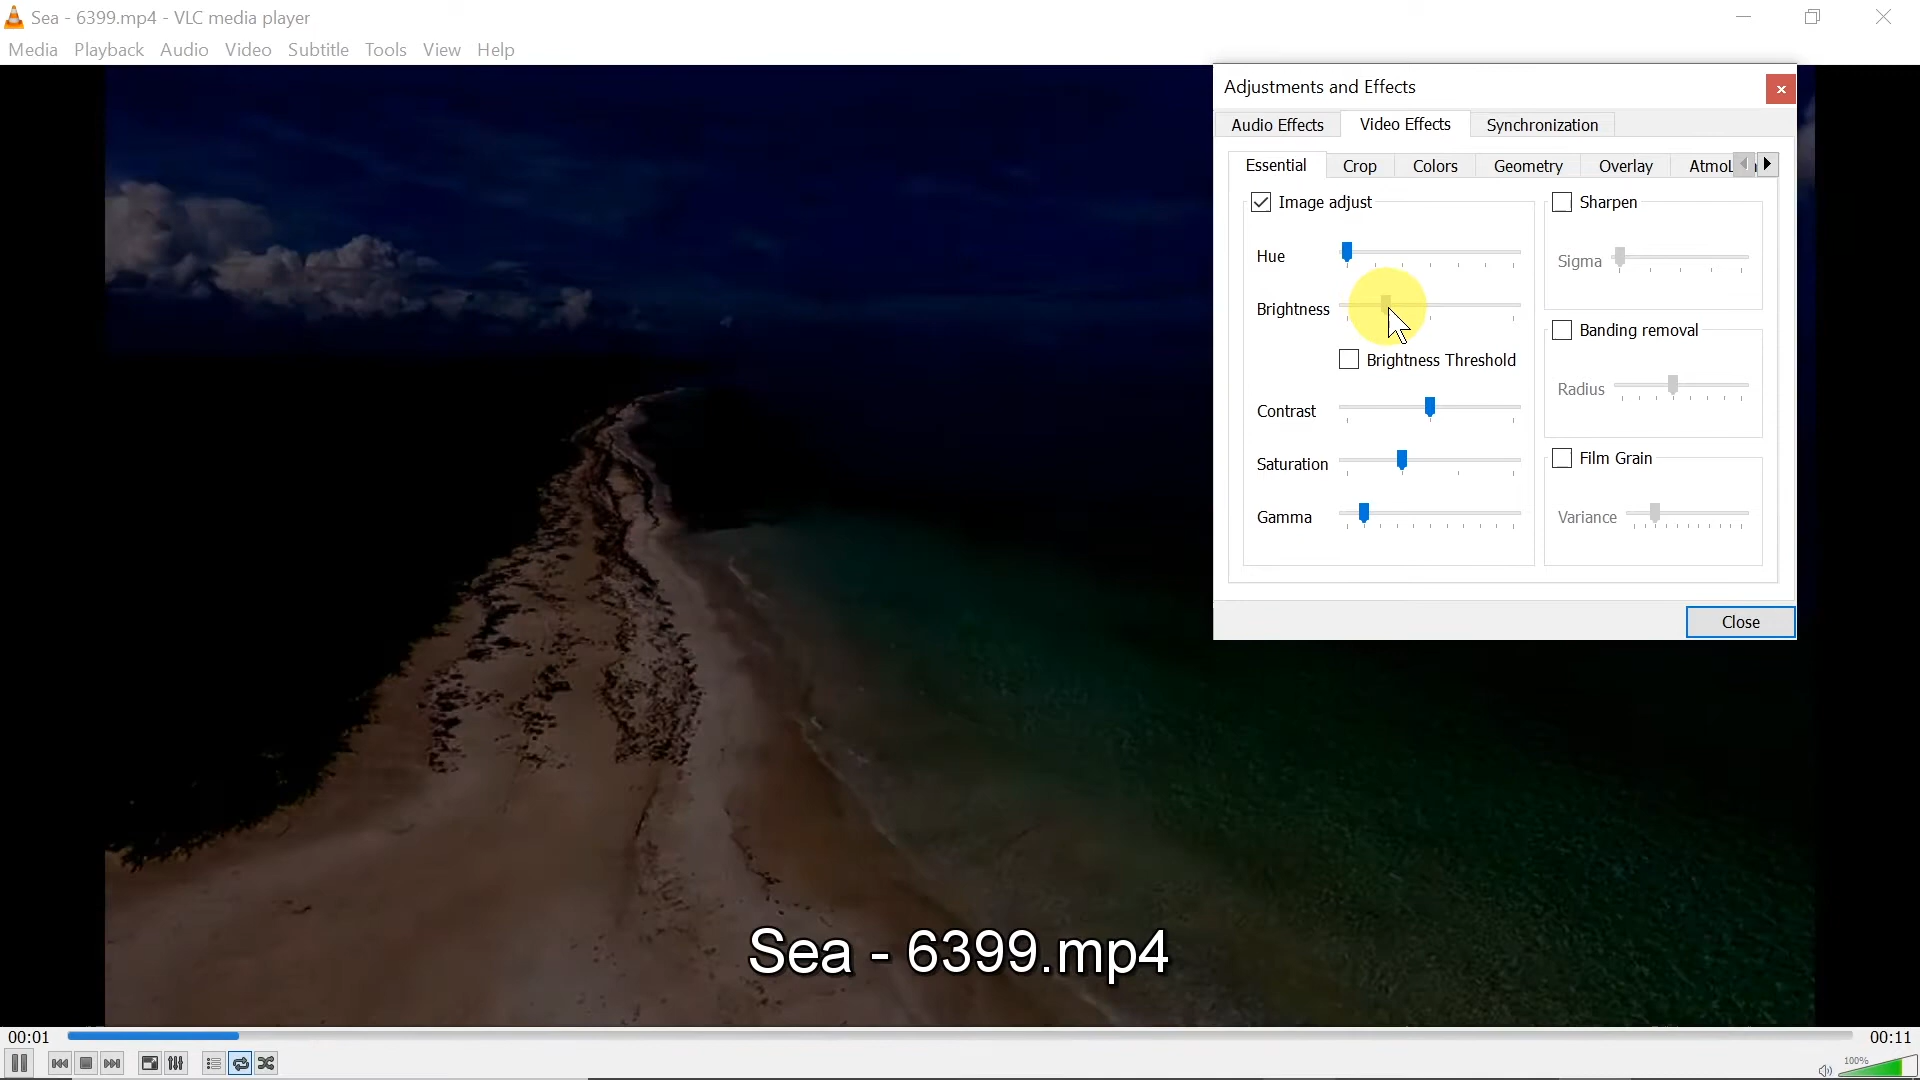 Sea - 6399.mp4 - VLC media player
Media Playback Audio Video Subtitle Tools View Help
Adjustments and Effects
Audio Effects Video Effects Synchronization
Essential Crop Colors Geometry Overlay
Image adjust
Sharpen
Hue
Sigma
Brightness
Brightness Threshold
Banding removal
Contrast
Radius
Saturation
Film Grain
Gamma
Variance
Close
Sea - 6399.mp4
00:01
00:11
100%